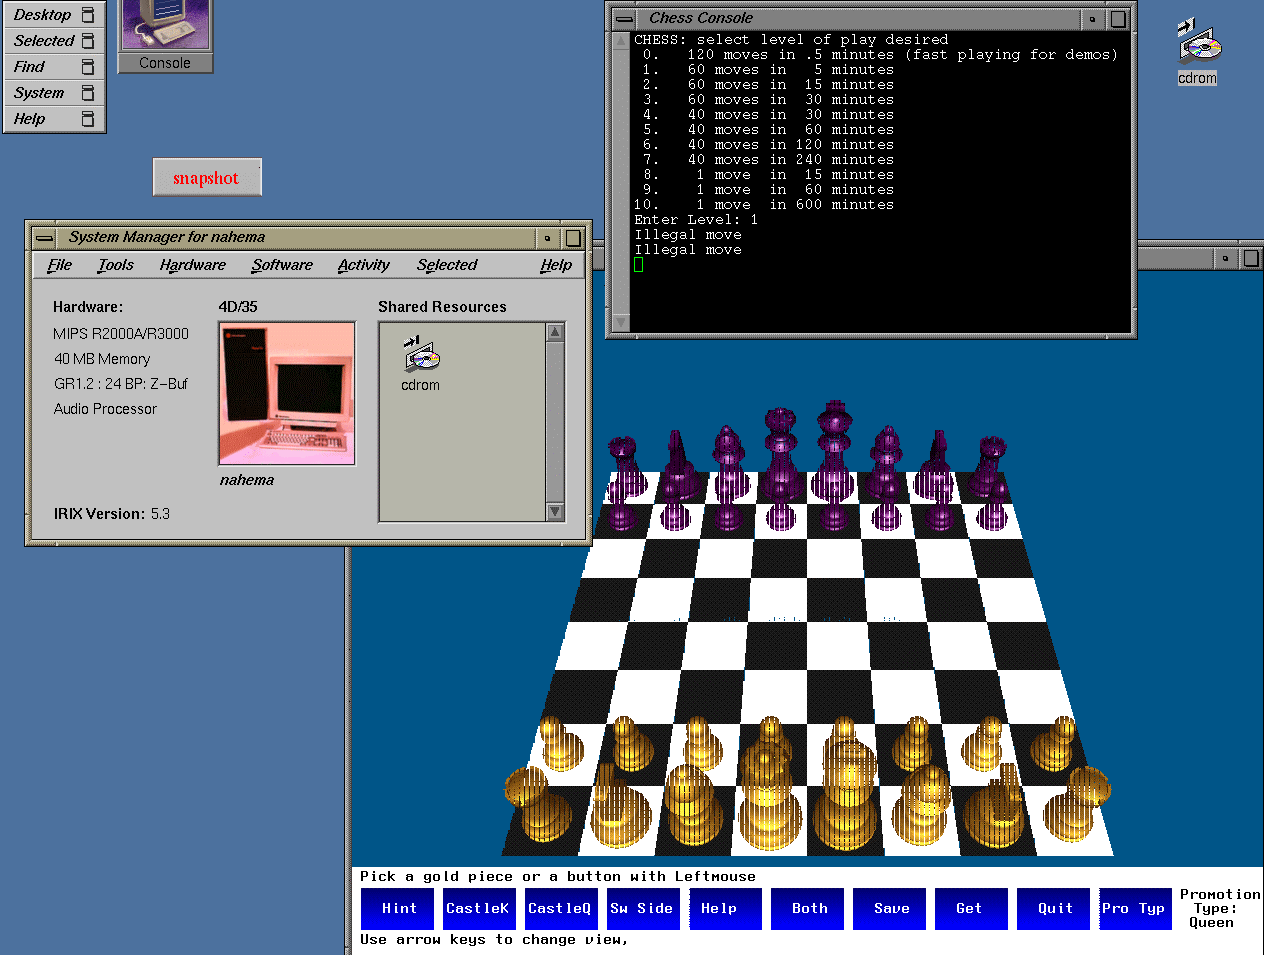 Desktop
Selected
Find
System
Help
Console
snapshot
cdrom
Chess Console
CHESS: select level of play desired
0. 120 moves in .5 minutes (fast playing for demos)
1. 60 moves in 5 minutes
2. 60 moves in 15 minutes
3. 60 moves in 30 minutes
4. 40 moves in 30 minutes
5. 40 moves in 60 minutes
6. 40 moves in 120 minutes
7. 40 moves in 240 minutes
8. 1 move in 15 minutes
9. 1 move in 60 minutes
10. 1 move in 600 minutes
Enter Level: 1
Illegal move
Illegal move
System Manager for nahema
File Tools Hardware Software Activity Selected Help
Hardware:
MIPS R2000A/R3000
40 MB Memory
GR1.2 : 24 BP: Z-Buf
Audio Processor
IRIX Version: 5.3
4D/35
nahema
Shared Resources
cdrom
Pick a gold piece or a button with Leftmouse
Hint CastleK CastleQ Sw Side Help Both Save Get Quit Pro Typ
Promotion
Type:
Queen
Use arrow keys to change view,